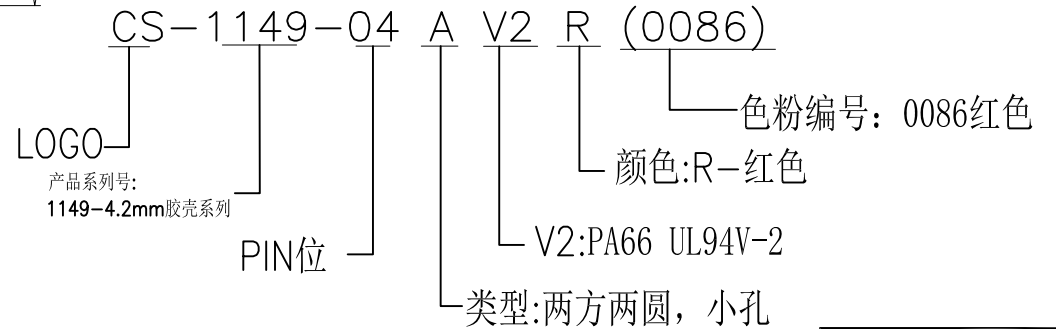 CS-1149-04 A V2 R (0086)
色粉编号: 0086红色
LOGO
颜色:R-红色
产品系列号:
1149-4.2mm胶壳系列
V2:PA66 UL94V-2
PIN位
类型:两方两圆，小孔